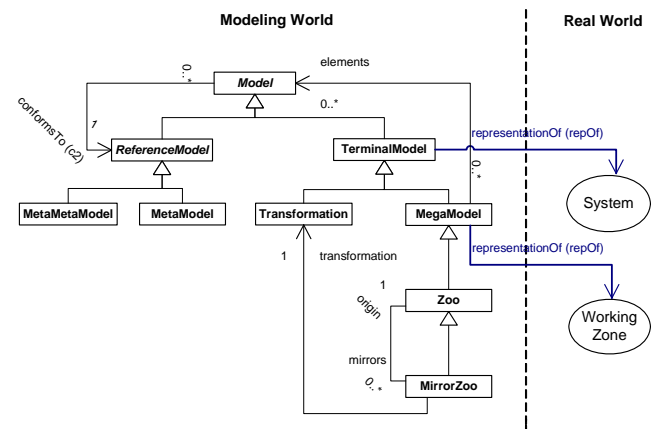 Modeling World
Real World
elements
0..*
Model
0..*
conformsTo (c2)
1
representationOf (repOf)
ReferenceModel
TerminalModel
0..*
System
MetaMetaModel
MetaModel
Transformation
MegaModel
representationOf (repOf)
1
transformation
1
origin
Zoo
Working
Zone
mirrors
0..*
MirrorZoo